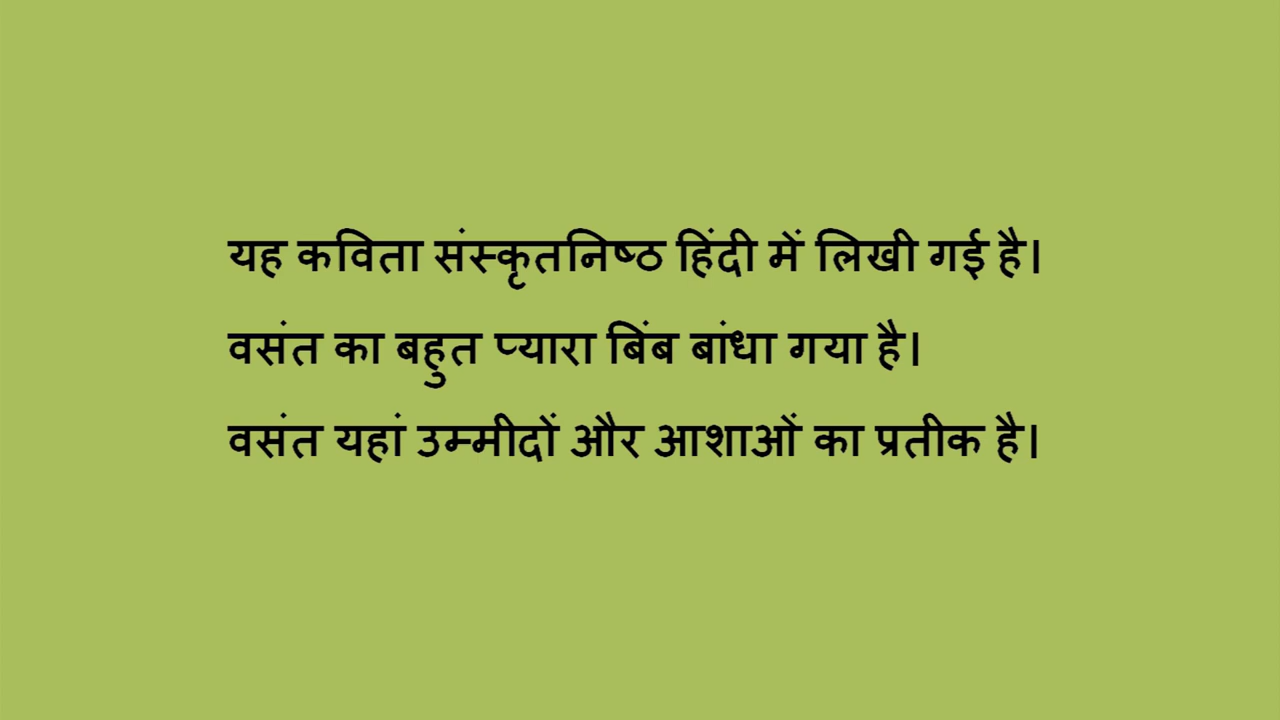 यह कविता संस्कृतनिष्ठ हिंदी में लिखी गई है।
वसंत का बहुत प्यारा बिंब बांधा गया है।
वसंत यहां उम्मीदों और आशाओं का प्रतीक है।